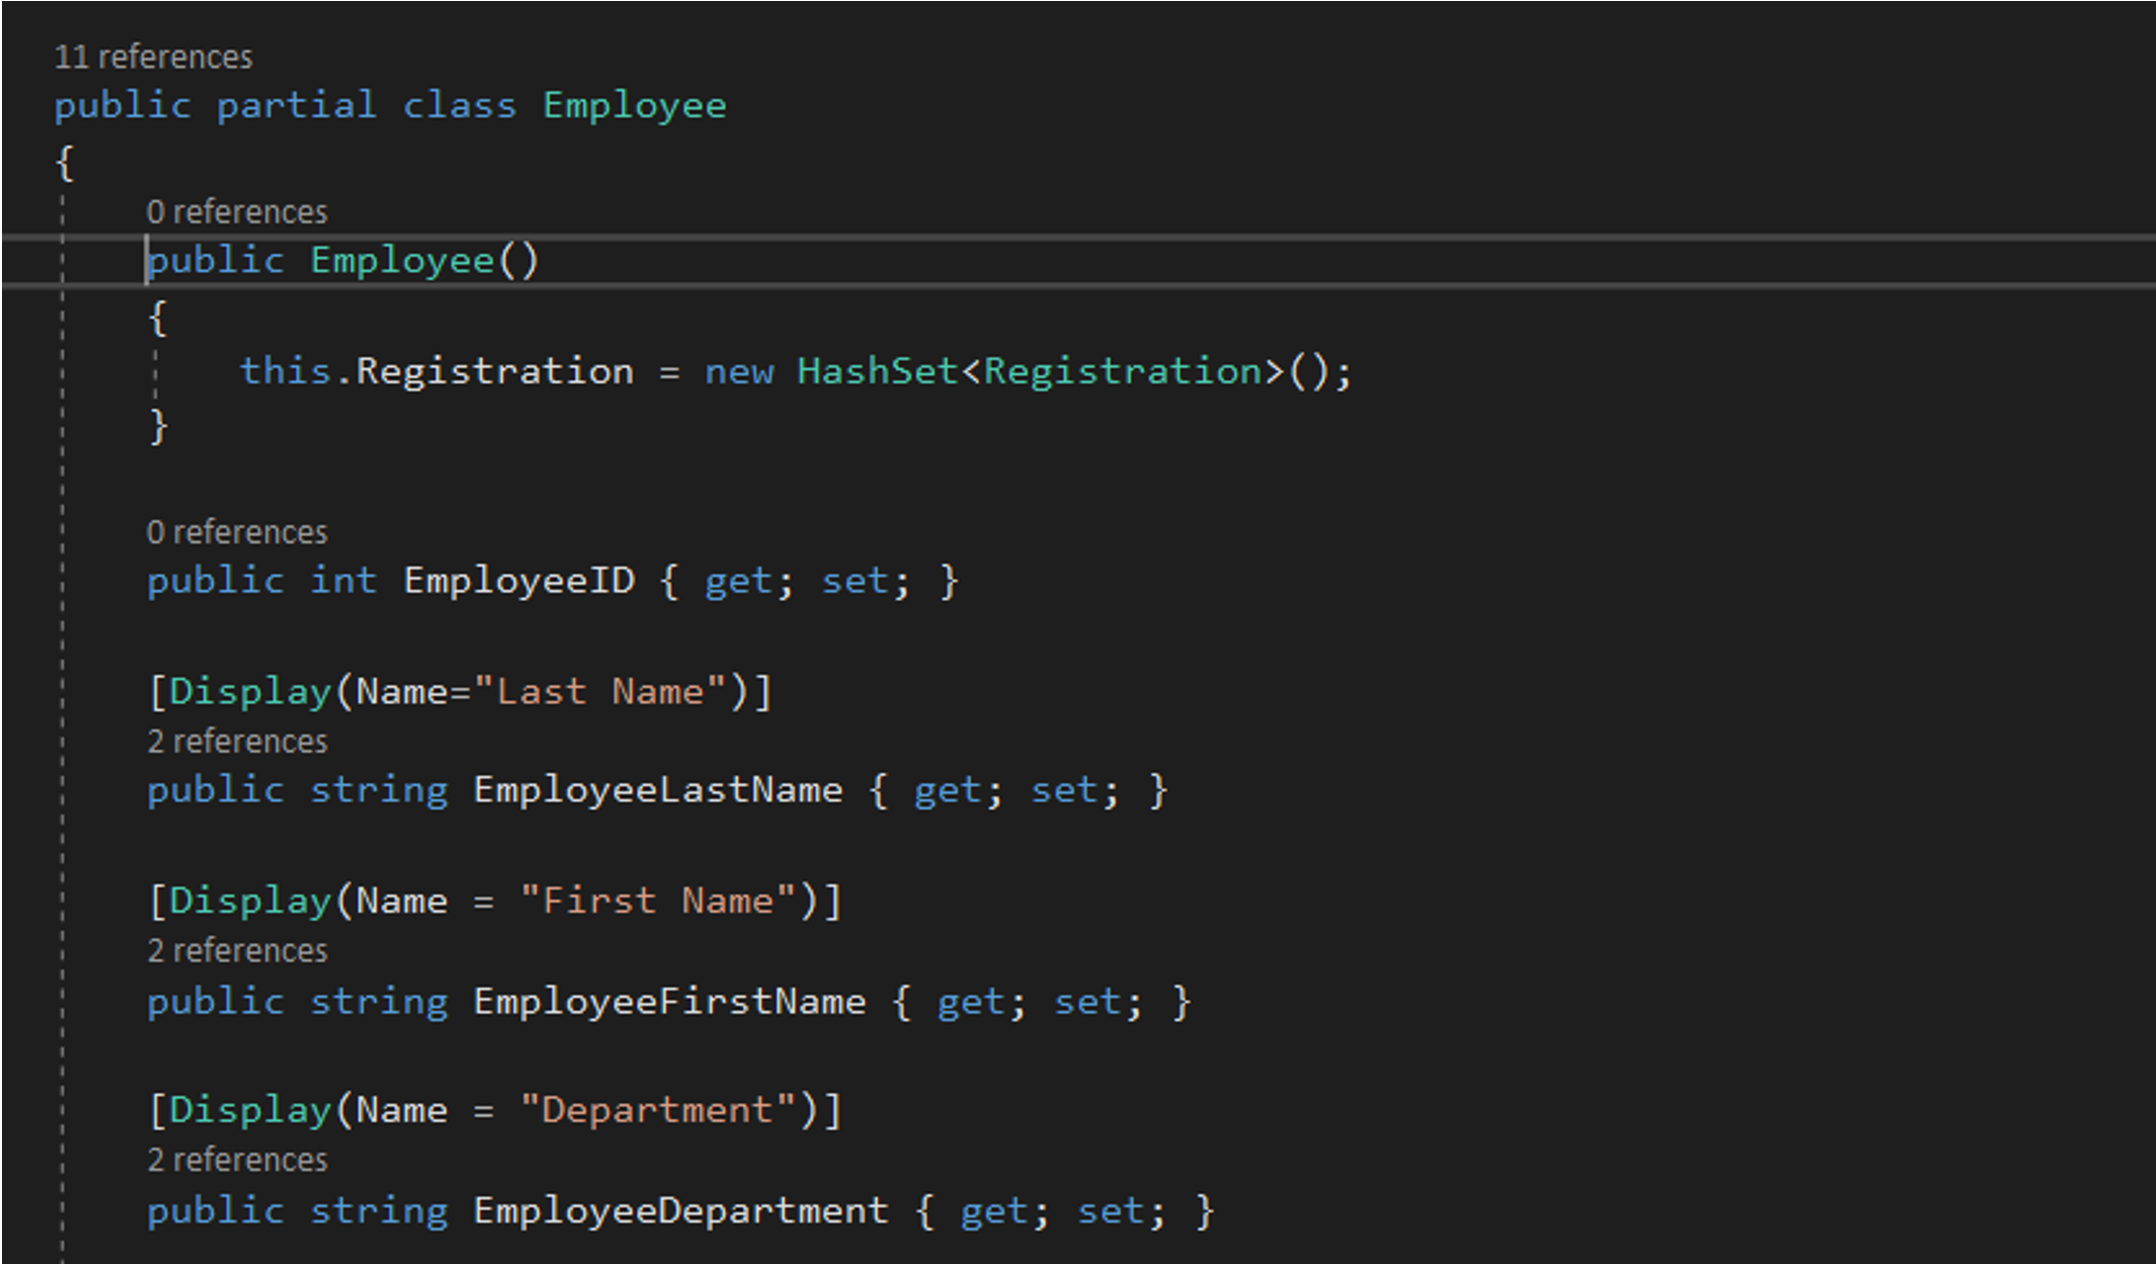 11 references
public partial class Employee
{
0 references
public Employee()
{
this.Registration = new HashSet<Registration>();
}
0 references
public int EmployeeID { get; set; }
[Display(Name="Last Name")]
2 references
public string EmployeeLastName { get; set; }
[Display(Name = "First Name")]
2 references
public string EmployeeFirstName { get; set; }
[Display(Name = "Department")]
2 references
public string EmployeeDepartment { get; set; }